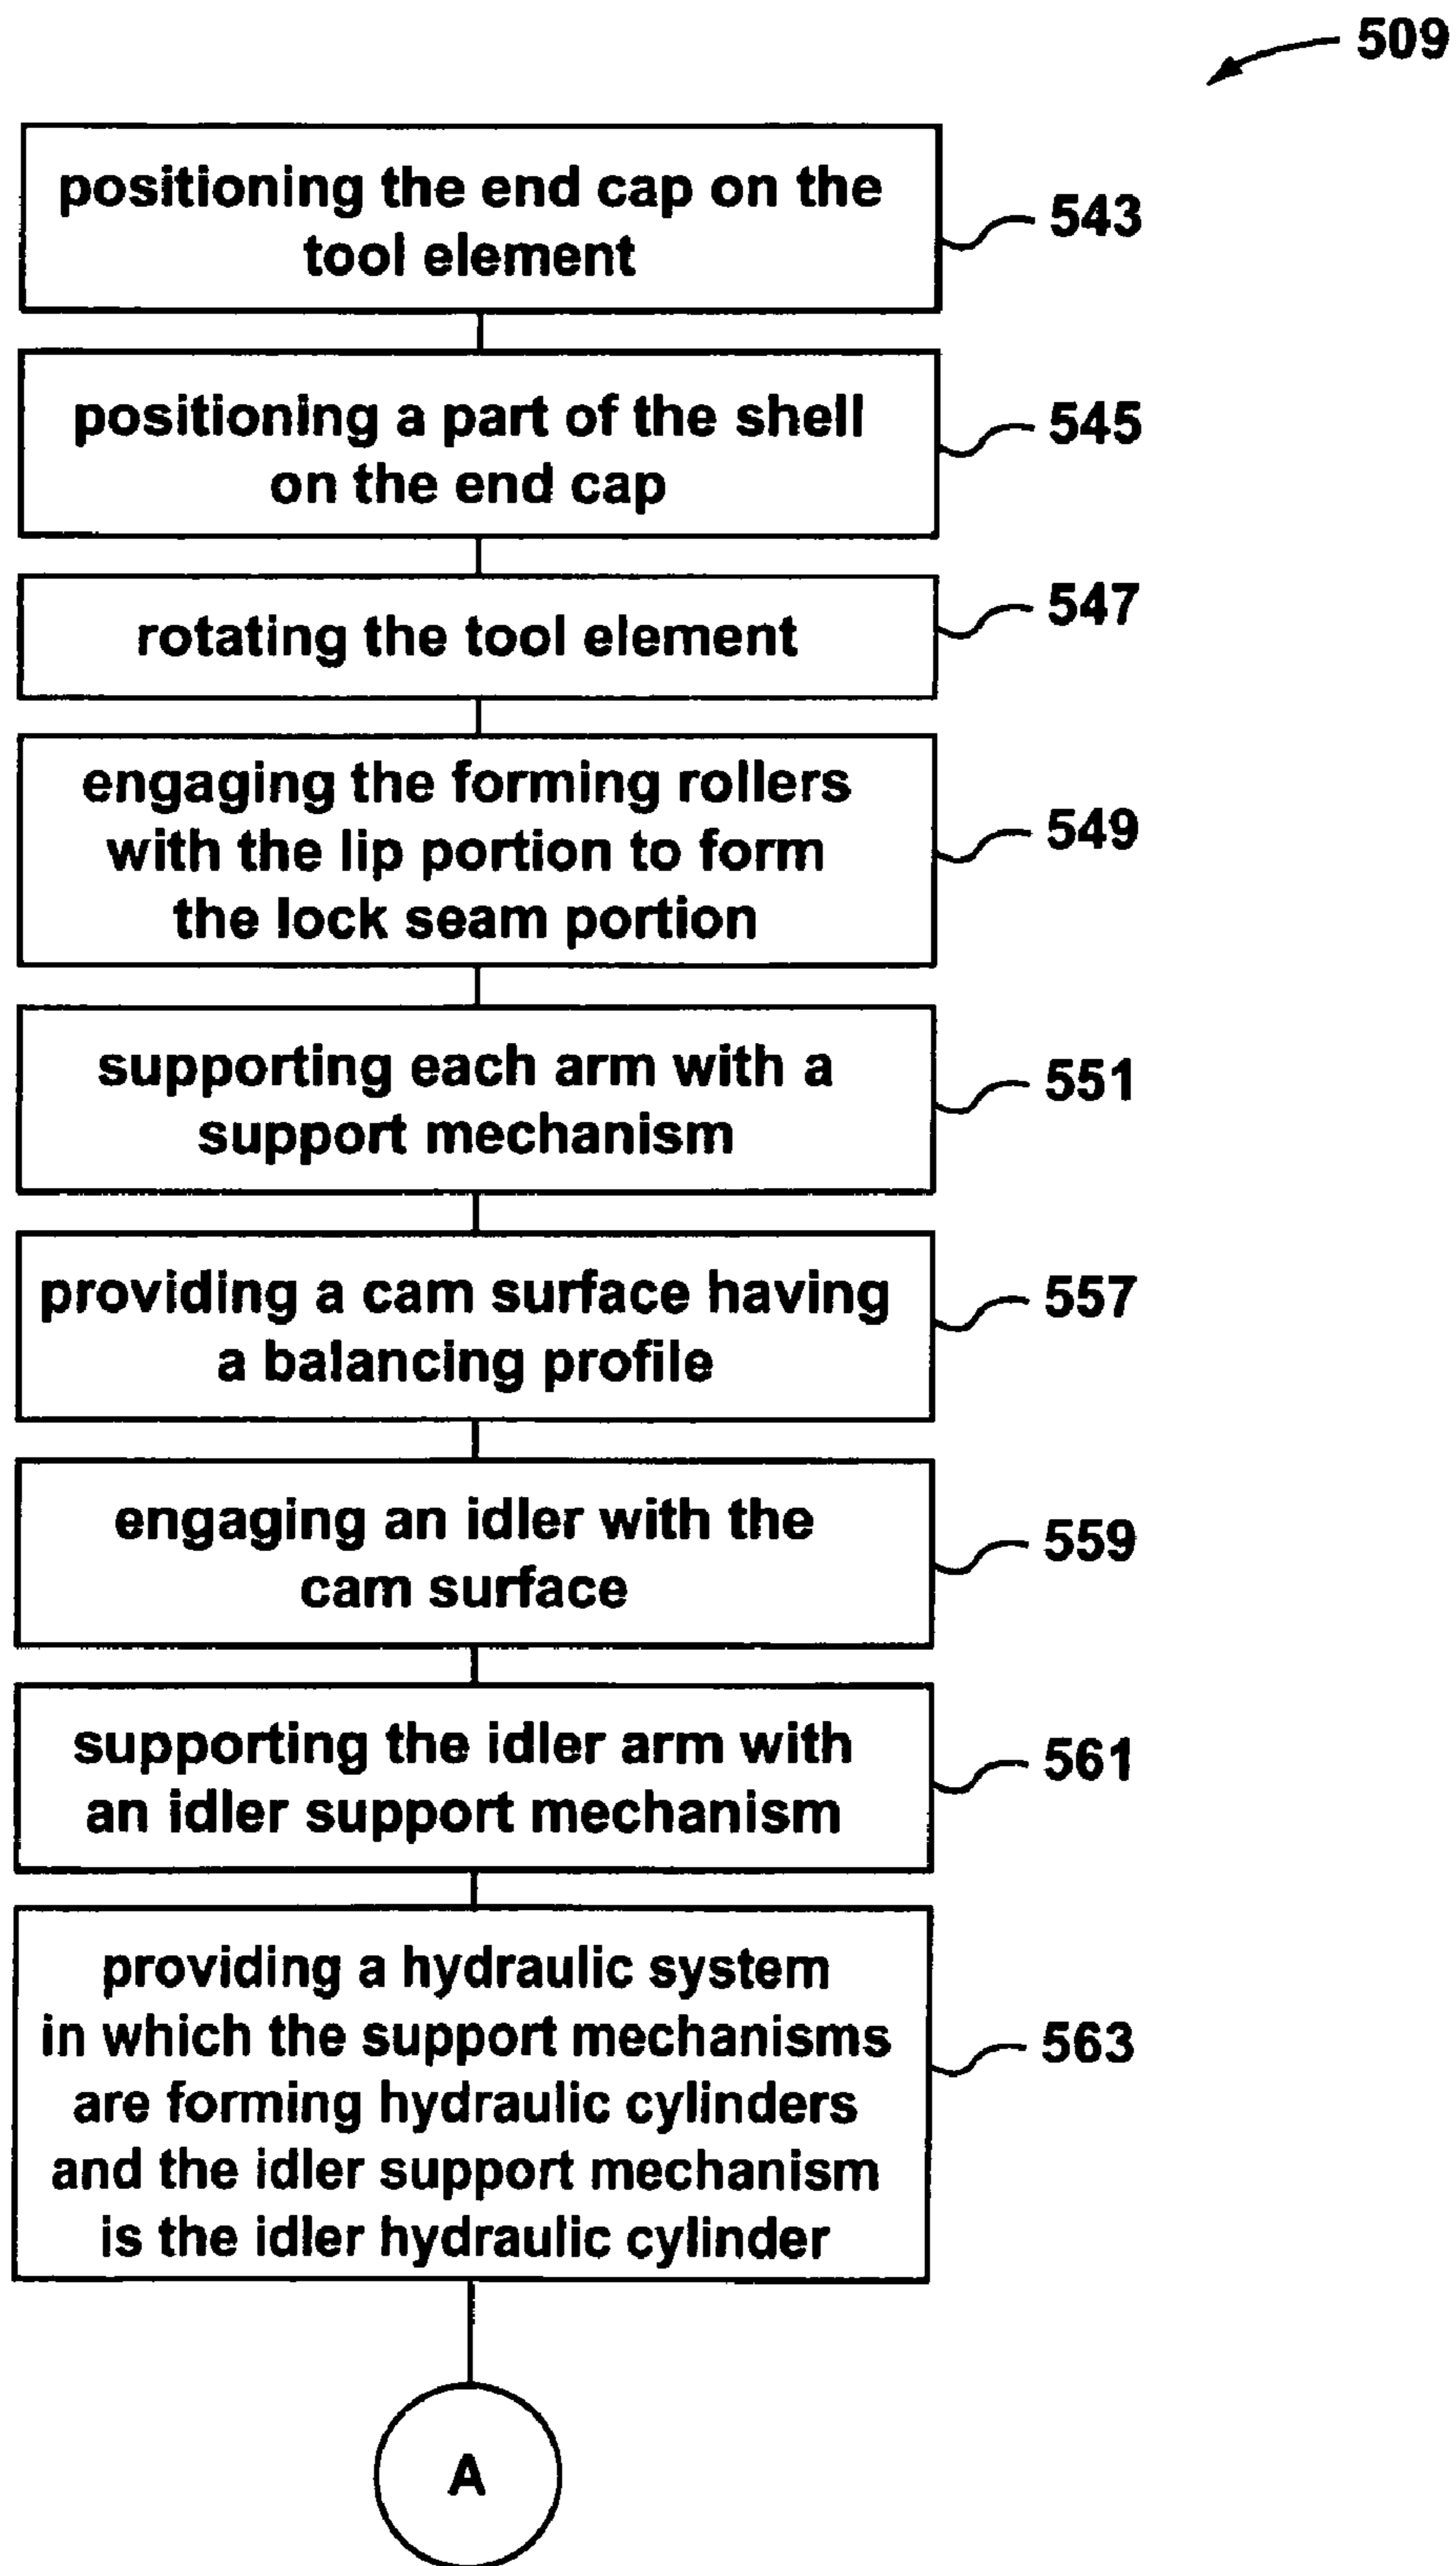 509
positioning the end cap on the
tool element
543
positioning a part of the shell
on the end cap
545
rotating the tool element
547
engaging the forming rollers
with the lip portion to form
the lock seam portion
549
supporting each arm with a
support mechanism
551
providing a cam surface having
a balancing profile
557
engaging an idler with the
cam surface
559
supporting the idler arm with
an idler support mechanism
561
providing a hydraulic system
in which the support mechanisms
are forming hydraulic cylinders
and the idler support mechanism
is the idler hydraulic cylinder
563
A